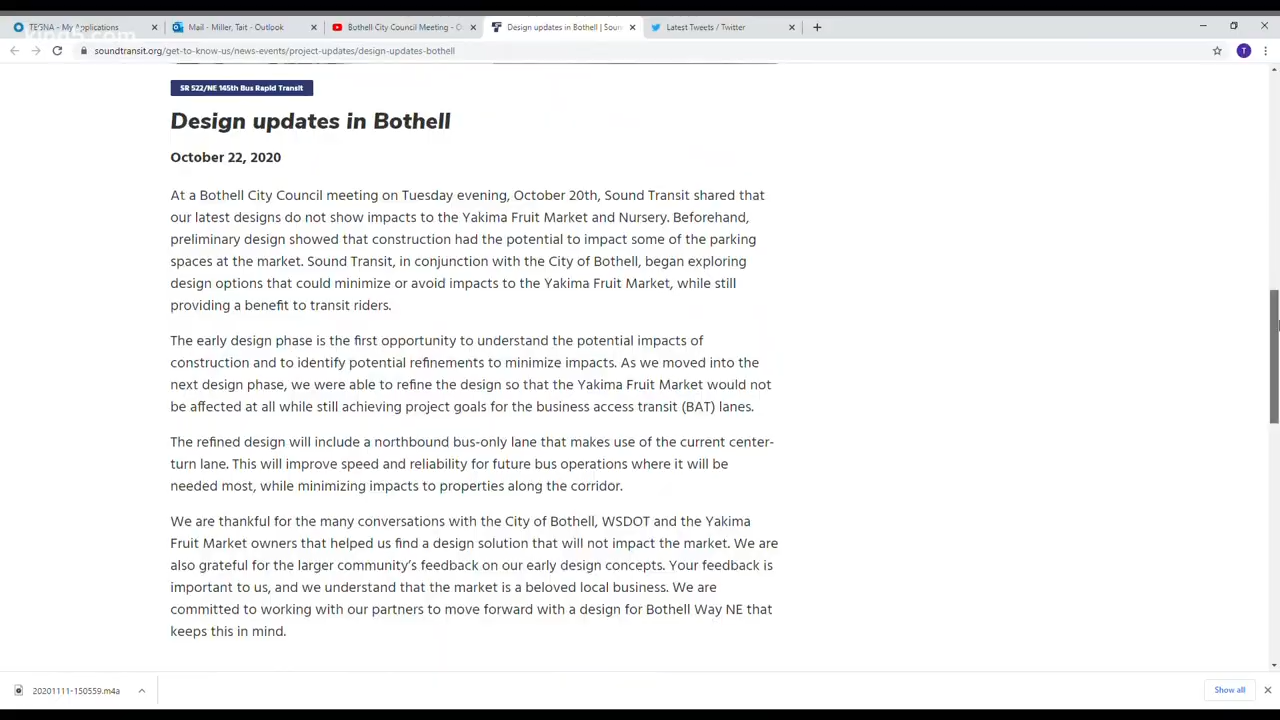 TEGNA - My Applications
Mail - Miller, Tait - Outlook
Bothell City Council Meeting - O
Design updates in Bothell | Soun
Latest Tweets / Twitter
king5.com
soundtransit.org/get-to-know-us/news-events/project-updates/design-updates-bothell
T
SR 522/NE 145th Bus Rapid Transit
Design updates in Bothell
October 22, 2020
At a Bothell City Council meeting on Tuesday evening, October 20th, Sound Transit shared that
our latest designs do not show impacts to the Yakima Fruit Market and Nursery. Beforehand,
preliminary design showed that construction had the potential to impact some of the parking
spaces at the market. Sound Transit, in conjunction with the City of Bothell, began exploring
design options that could minimize or avoid impacts to the Yakima Fruit Market, while still
providing a benefit to transit riders.
The early design phase is the first opportunity to understand the potential impacts of
construction and to identify potential refinements to minimize impacts. As we moved into the
next design phase, we were able to refine the design so that the Yakima Fruit Market would not
be affected at all while still achieving project goals for the business access transit (BAT) lanes.
The refined design will include a northbound bus-only lane that makes use of the current center-
turn lane. This will improve speed and reliability for future bus operations where it will be
needed most, while minimizing impacts to properties along the corridor.
We are thankful for the many conversations with the City of Bothell, WSDOT and the Yakima
Fruit Market owners that helped us find a design solution that will not impact the market. We are
also grateful for the larger community's feedback on our early design concepts. Your feedback is
important to us, and we understand that the market is a beloved local business. We are
committed to working with our partners to move forward with a design for Bothell Way NE that
keeps this in mind.
20201111-150559.m4a
Show all